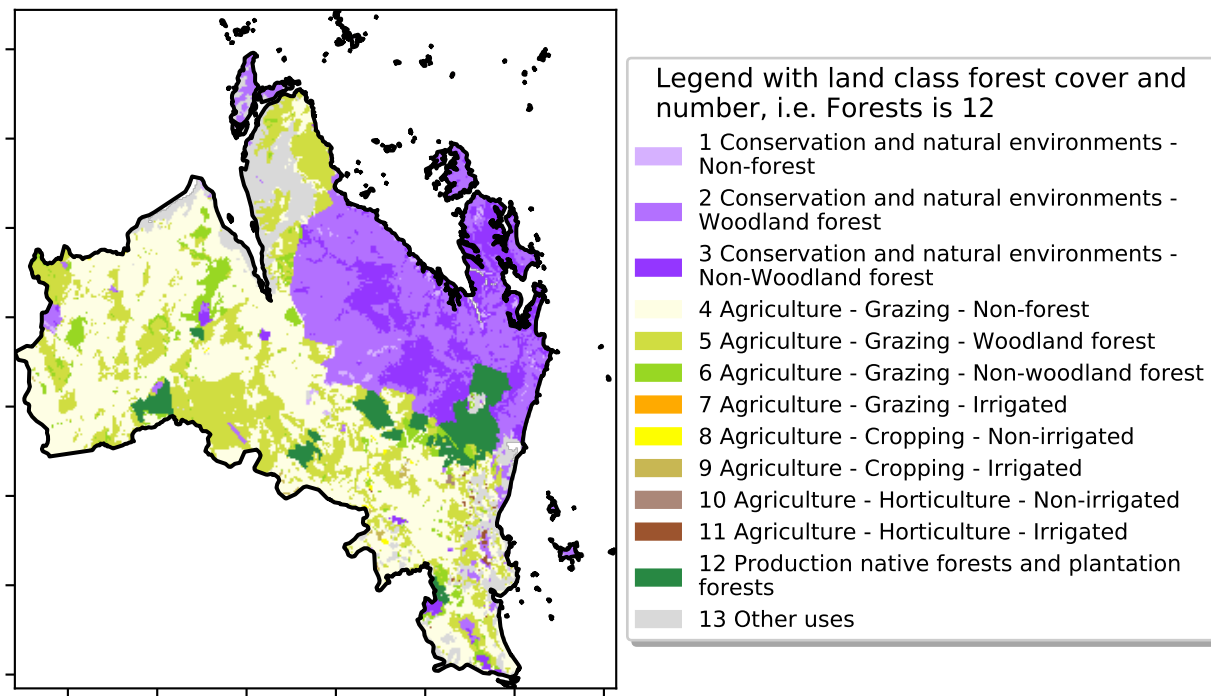 Legend with land class forest cover and
number, i.e. Forests is 12
1 Conservation and natural environments -
Non-forest
2 Conservation and natural environments -
Woodland forest
3 Conservation and natural environments -
Non-Woodland forest
4 Agriculture - Grazing - Non-forest
5 Agriculture - Grazing - Woodland forest
6 Agriculture - Grazing - Non-woodland forest
7 Agriculture - Grazing - Irrigated
8 Agriculture - Cropping - Non-irrigated
9 Agriculture - Cropping - Irrigated
10 Agriculture - Horticulture - Non-irrigated
11 Agriculture - Horticulture - Irrigated
12 Production native forests and plantation
forests
13 Other uses